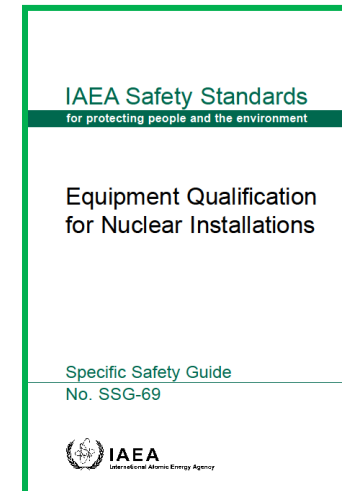 IAEA Safety Standards
for protecting people and the environment
Equipment Qualification
for Nuclear Installations
Specific Safety Guide
No. SSG-69
IAEA
International Atomic Energy Agency